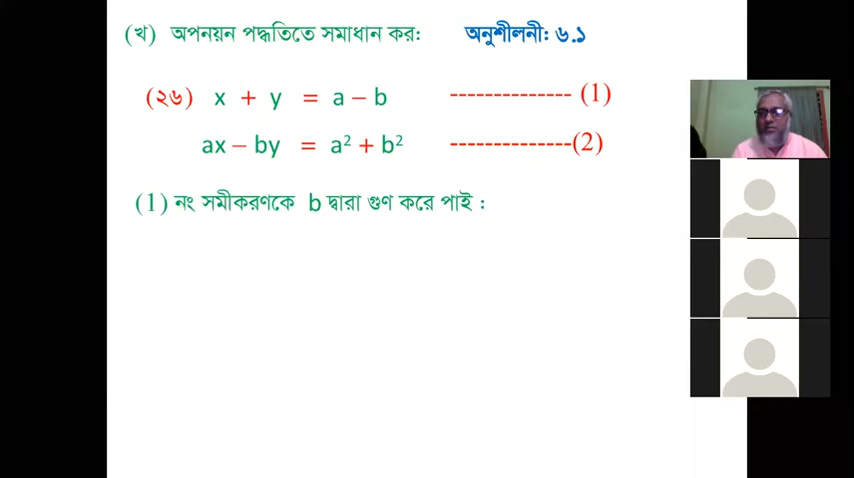 (খ) অপনয়ন পদ্ধতিতে সমাধান কর: অনুশীলনী: ৬.১
(২৬) x + y = a – b -------------- (1)
ax – by = a² + b² --------------(2)
(1) নং সমীকরণকে b দ্বারা গুণ করে পাই :